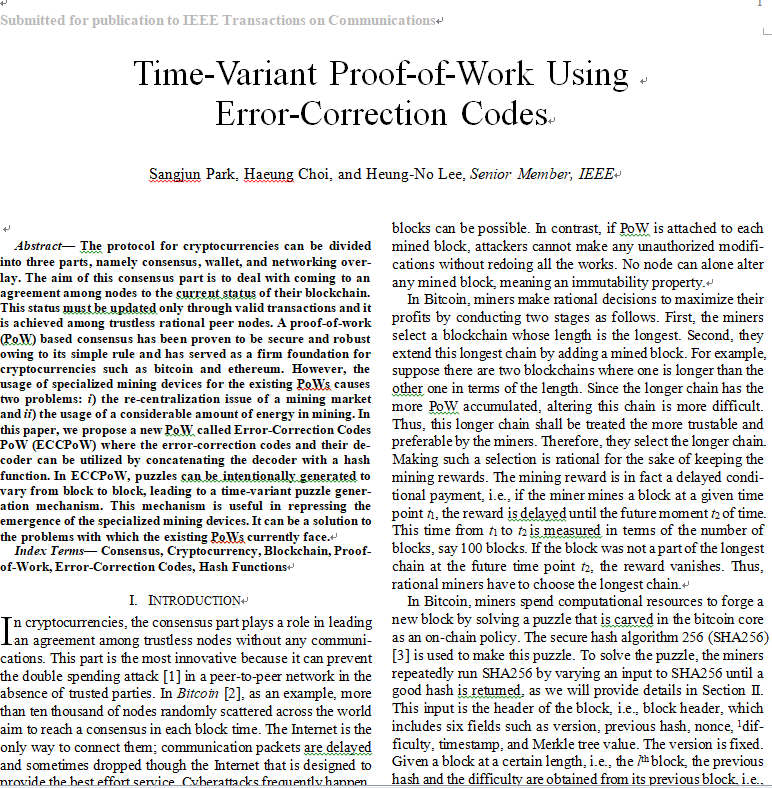 1
Submitted for publication to IEEE Transactions on Communications
Time-Variant Proof-of-Work Using
Error-Correction Codes
Sangjun Park, Haeung Choi, and Heung-No Lee, Senior Member, IEEE
Abstract— The protocol for cryptocurrencies can be divided
into three parts, namely consensus, wallet, and networking over-
lay. The aim of this consensus part is to deal with coming to an
agreement among nodes to the current status of their blockchain.
This status must be updated only through valid transactions and it
is achieved among trustless rational peer nodes. A proof-of-work
(PoW) based consensus has been proven to be secure and robust
owing to its simple rule and has served as a firm foundation for
cryptocurrencies such as bitcoin and ethereum. However, the
usage of specialized mining devices for the existing PoWs causes
two problems: i) the re-centralization issue of a mining market
and ii) the usage of a considerable amount of energy in mining. In
this paper, we propose a new PoW called Error-Correction Codes
PoW (ECCPoW) where the error-correction codes and their de-
coder can be utilized by concatenating the decoder with a hash
function. In ECCPoW, puzzles can be intentionally generated to
vary from block to block, leading to a time-variant puzzle gener-
ation mechanism. This mechanism is useful in repressing the
emergence of the specialized mining devices. It can be a solution to
the problems with which the existing PoWs currently face.
Index Terms— Consensus, Cryptocurrency, Blockchain, Proof-
of-Work, Error-Correction Codes, Hash Functions
I. INTRODUCTION
In cryptocurrencies, the consensus part plays a role in leading
an agreement among trustless nodes without any communi-
cations. This part is the most innovative because it can prevent
the double spending attack [1] in a peer-to-peer network in the
absence of trusted parties. In Bitcoin [2], as an example, more
than ten thousand of nodes randomly scattered across the world
aim to reach a consensus in each block time. The Internet is the
only way to connect them; communication packets are delayed
and sometimes dropped though the Internet that is designed to
provide the best effort service. Cyberattacks frequently happen.
blocks can be possible. In contrast, if PoW is attached to each
mined block, attackers cannot make any unauthorized modifi-
cations without redoing all the works. No node can alone alter
any mined block, meaning an immutability property.
In Bitcoin, miners make rational decisions to maximize their
profits by conducting two stages as follows. First, the miners
select a blockchain whose length is the longest. Second, they
extend this longest chain by adding a mined block. For example,
suppose there are two blockchains where one is longer than the
other one in terms of the length. Since the longer chain has the
more PoW accumulated, altering this chain is more difficult.
Thus, this longer chain shall be treated the more trustable and
preferable by the miners. Therefore, they select the longer chain.
Making such a selection is rational for the sake of keeping the
mining rewards. The mining reward is in fact a delayed condi-
tional payment, i.e., if the miner mines a block at a given time
point t1, the reward is delayed until the future moment t2 of time.
This time from t1 to t2 is measured in terms of the number of
blocks, say 100 blocks. If the block was not a part of the longest
chain at the future time point t2, the reward vanishes. Thus,
rational miners have to choose the longest chain.
In Bitcoin, miners spend computational resources to forge a
new block by solving a puzzle that is carved in the bitcoin core
as an on-chain policy. The secure hash algorithm 256 (SHA256)
[3] is used to make this puzzle. To solve the puzzle, the miners
repeatedly run SHA256 by varying an input to SHA256 until a
good hash is returned, as we will provide details in Section II.
This input is the header of the block, i.e., block header, which
includes six fields such as version, previous hash, nonce, 1dif-
ficulty, timestamp, and Merkle tree value. The version is fixed.
Given a block at a certain length, i.e., the ith block, the previous
hash and the difficulty are obtained from its previous block, i.e.,